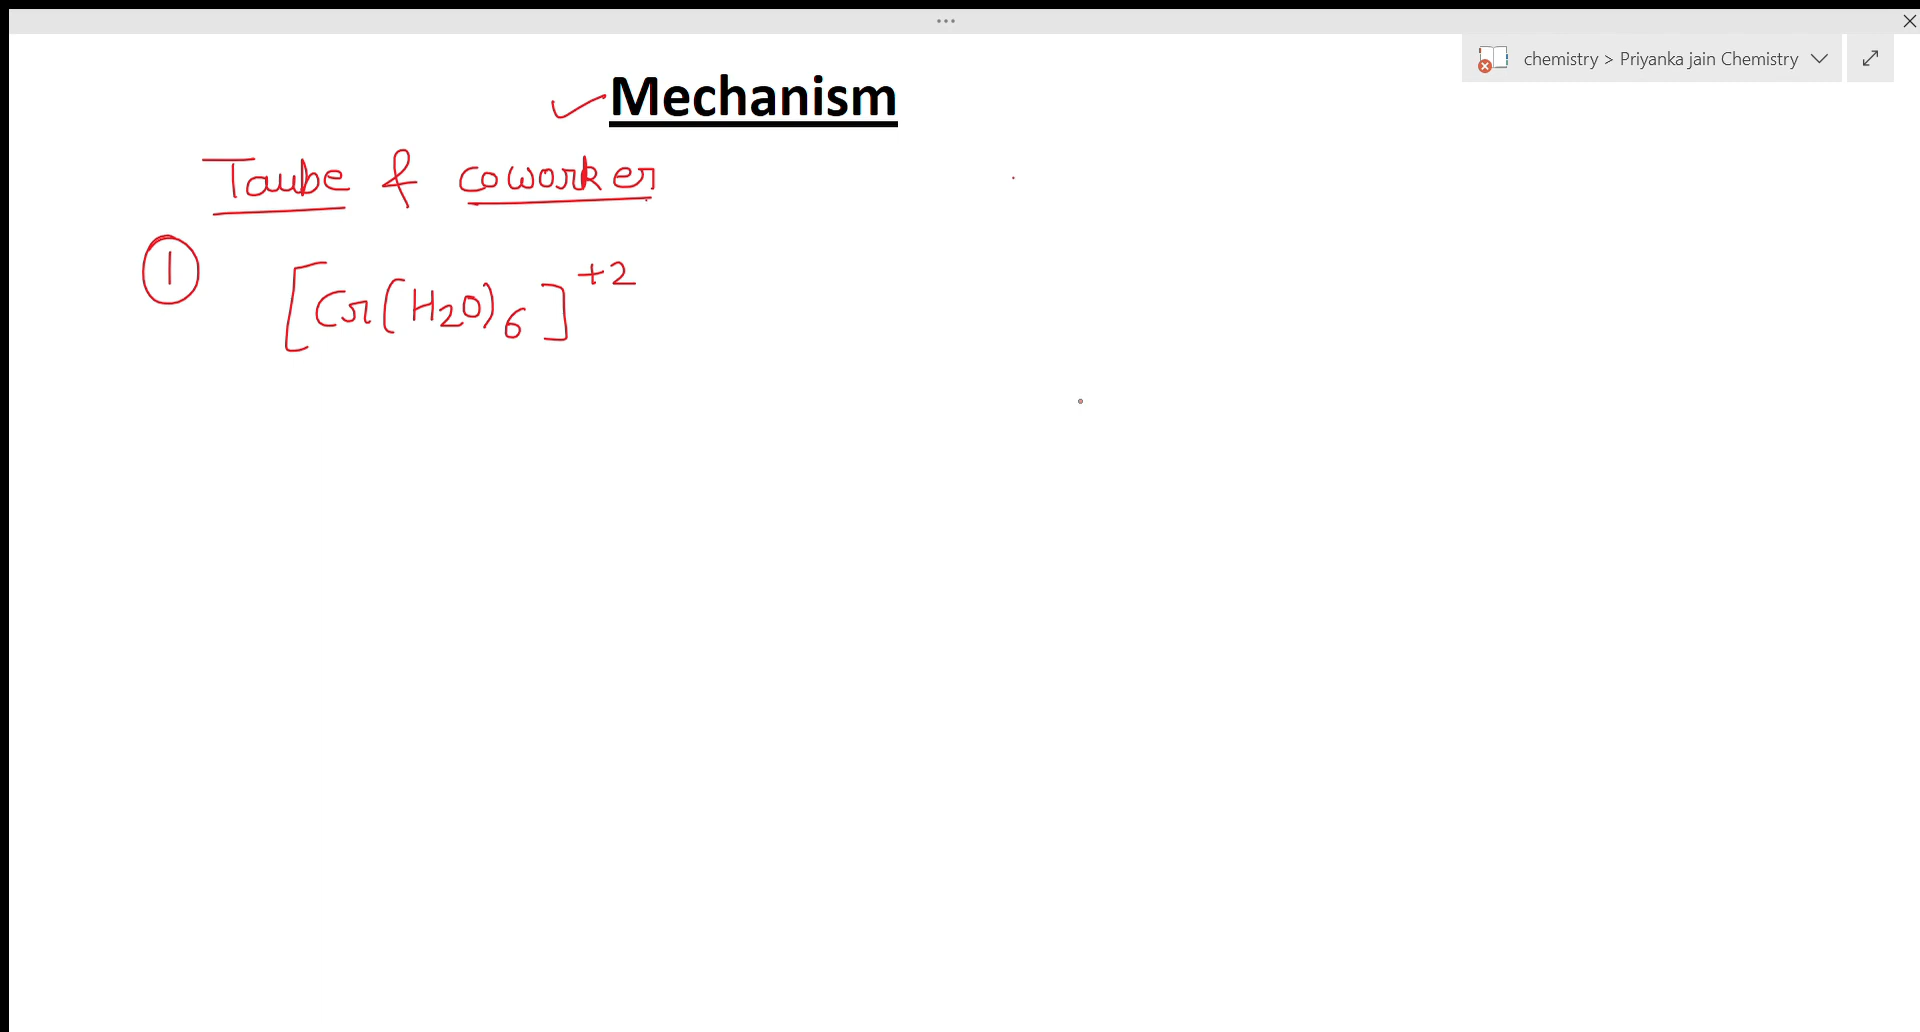 chemistry > Priyanka jain Chemistry
Mechanism
Taube & coworker
1
[Cr(H₂O)₆]⁺²